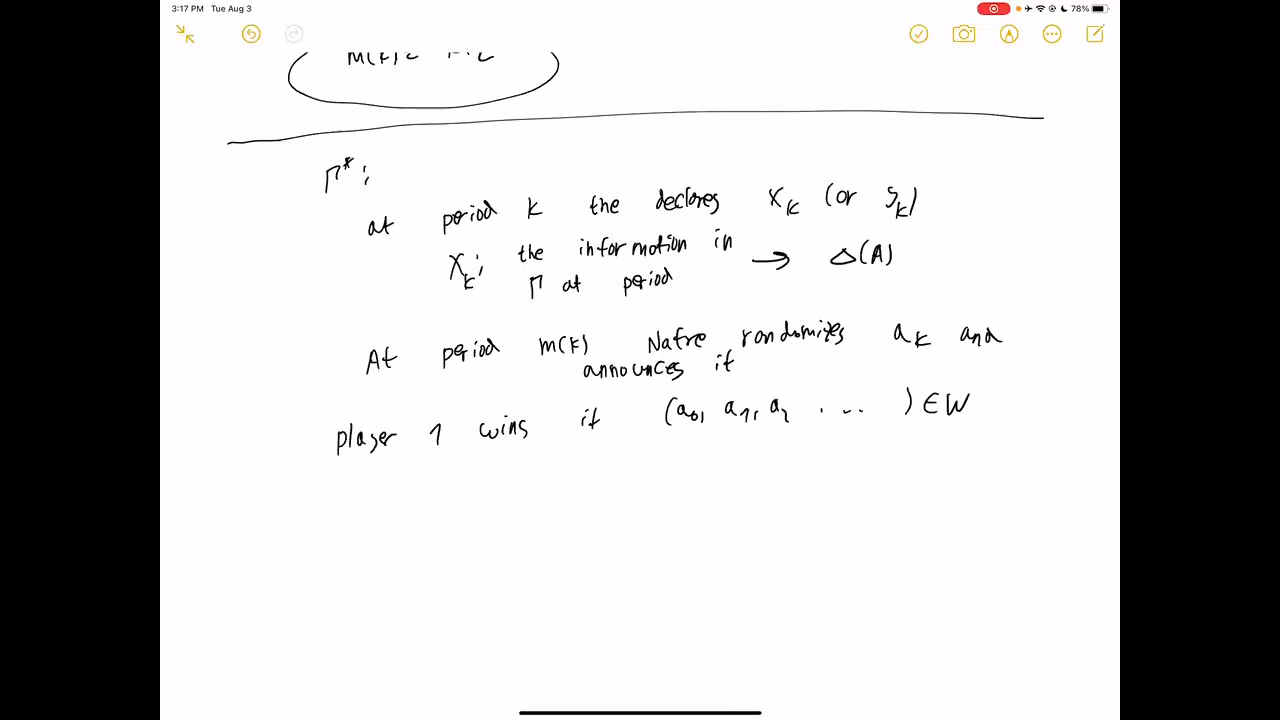 3:17 PM Tue Aug 3
78%
Γ*:
at period k the declares x_k (or s_k)
x_k: the information in → Δ(A)
Γ at period
At period m(k) Natre randomizes a_k and
announces it
player 1 wins if (a_0, a_1, a_2 .... ) ∈ W